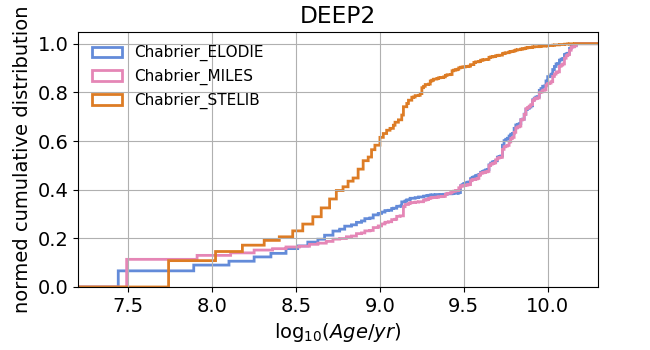 DEEP2
normed cumulative distribution
1.0
0.8
0.6
0.4
0.2
0.0
Chabrier_ELODIE
Chabrier_MILES
Chabrier_STELIB
7.5 8.0 8.5 9.0 9.5 10.0
log₁₀(Age/yr)